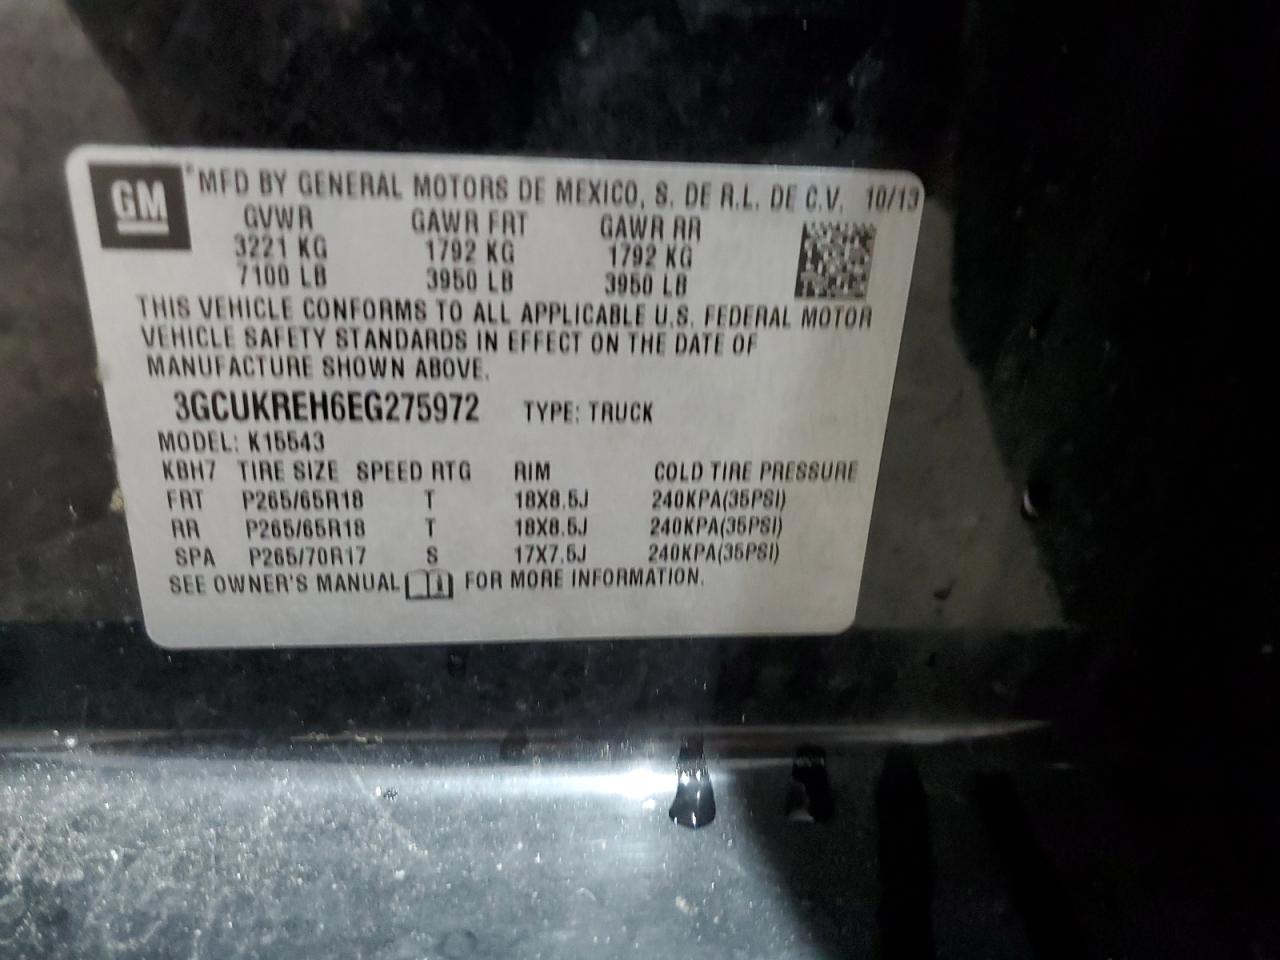 GM
MFD BY GENERAL MOTORS DE MEXICO, S. DE R.L. DE C.V. 10/13
GVWR GAWR FRT GAWR RR
3221 KG 1792 KG 1792 KG
7100 LB 3950 LB 3950 LB
THIS VEHICLE CONFORMS TO ALL APPLICABLE U.S. FEDERAL MOTOR
VEHICLE SAFETY STANDARDS IN EFFECT ON THE DATE OF
MANUFACTURE SHOWN ABOVE.
3GCUKREH6EG275972 TYPE: TRUCK
MODEL: K15543
KBH7 TIRE SIZE SPEED RTG RIM COLD TIRE PRESSURE
FRT P265/65R18 T 18X8.5J 240KPA(35PSI)
RR P265/65R18 T 18X8.5J 240KPA(35PSI)
SPA P265/70R17 S 17X7.5J 240KPA(35PSI)
SEE OWNER'S MANUAL FOR MORE INFORMATION.